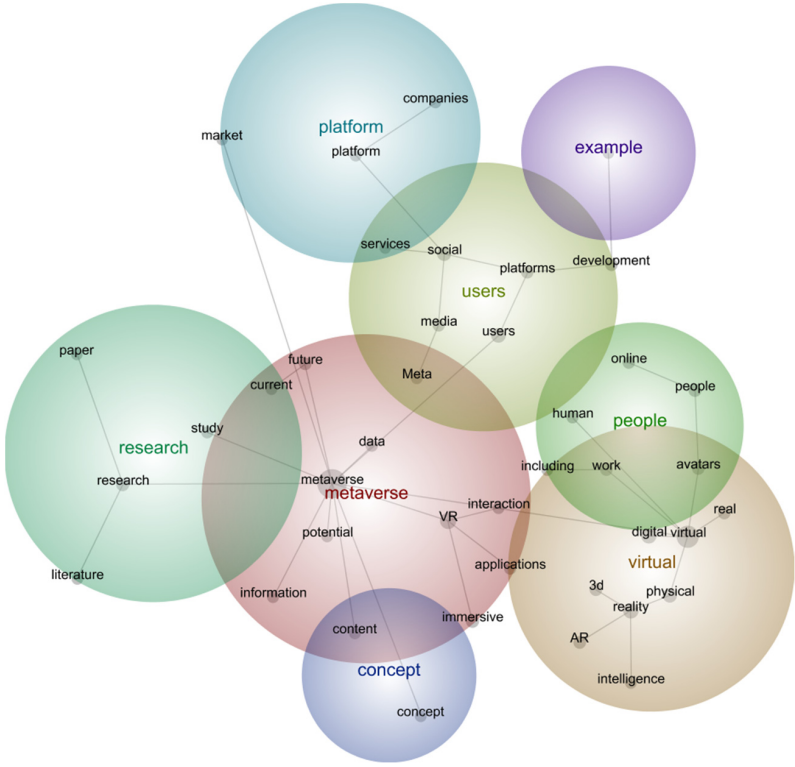 companies
platform
market
platform
example
services
social
development
platforms
users
media
users
paper
future
online
Meta
current
people
human
people
study
data
research
including
work
avatars
research
metaverse
metaverse
interaction
real
VR
potential
digital
virtual
virtual
applications
literature
3d
physical
information
reality
immersive
content
AR
concept
intelligence
concept